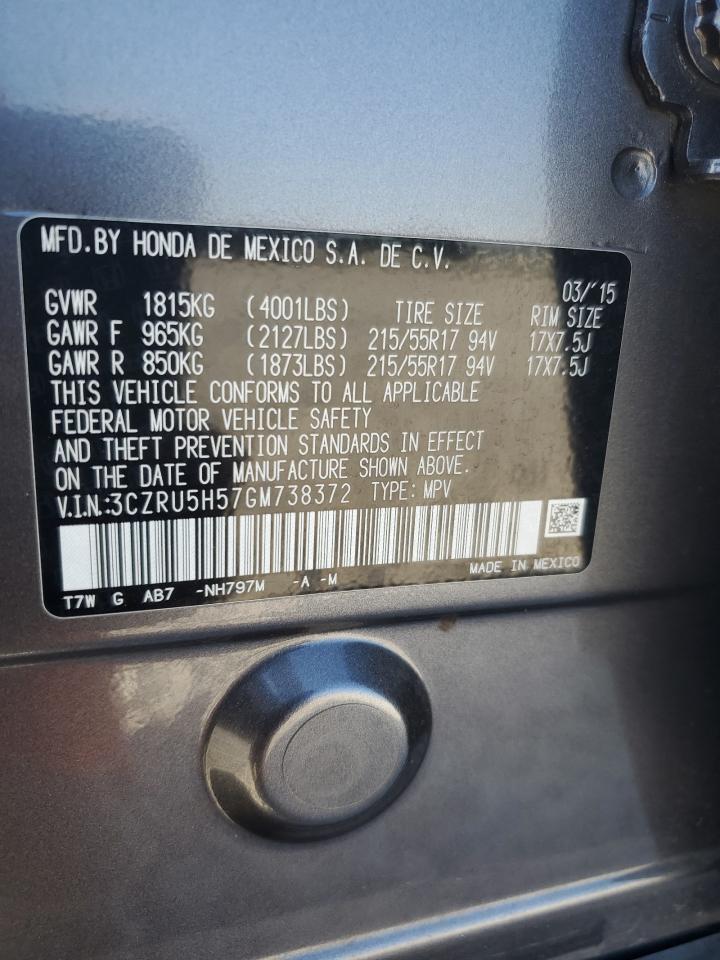 MFD.BY HONDA DE MEXICO S.A. DE C.V.
03/'15
GVWR 1815KG (4001LBS) TIRE SIZE RIM SIZE
GAWR F 965KG (2127LBS) 215/55R17 94V 17X7.5J
GAWR R 850KG (1873LBS) 215/55R17 94V 17X7.5J
THIS VEHICLE CONFORMS TO ALL APPLICABLE
FEDERAL MOTOR VEHICLE SAFETY
AND THEFT PREVENTION STANDARDS IN EFFECT
ON THE DATE OF MANUFACTURE SHOWN ABOVE.
V.I.N.:3CZRU5H57GM738372 TYPE: MPV
T7W G AB7 -NH797M -A -M MADE IN MEXICO